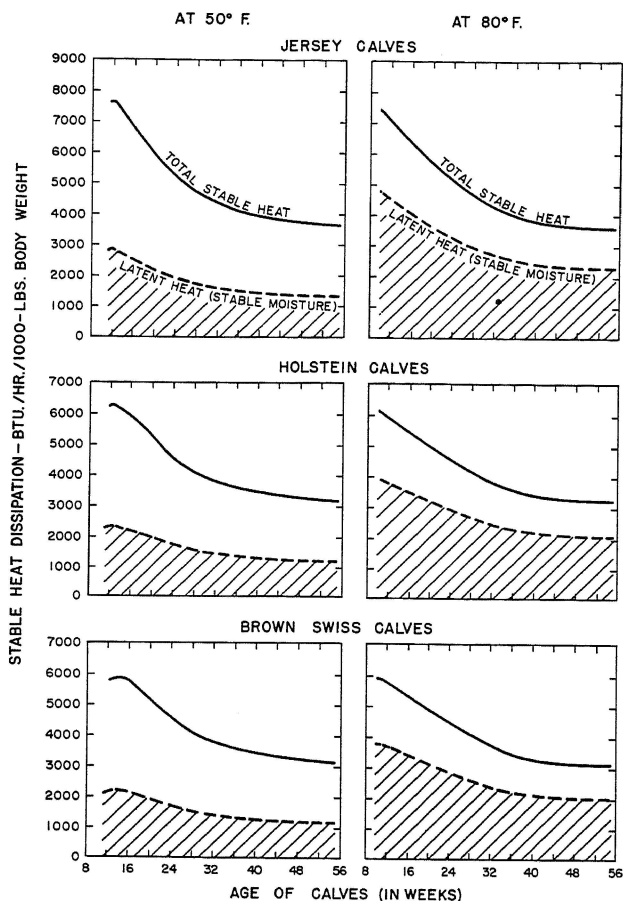 AT 50° F.
AT 80° F.
JERSEY CALVES
9000
8000
7000
6000
5000
4000
3000
2000
1000
0
TOTAL STABLE HEAT
LATENT HEAT (STABLE MOISTURE)
TOTAL STABLE HEAT
LATENT HEAT (STABLE MOISTURE)
STABLE HEAT DISSIPATION-BTU./HR./1000-LBS. BODY WEIGHT
HOLSTEIN CALVES
7000
6000
5000
4000
3000
2000
1000
0
BROWN SWISS CALVES
7000
6000
5000
4000
3000
2000
1000
0
8 16 24 32 40 48 56
8 16 24 32 40 48 56
AGE OF CALVES (IN WEEKS)